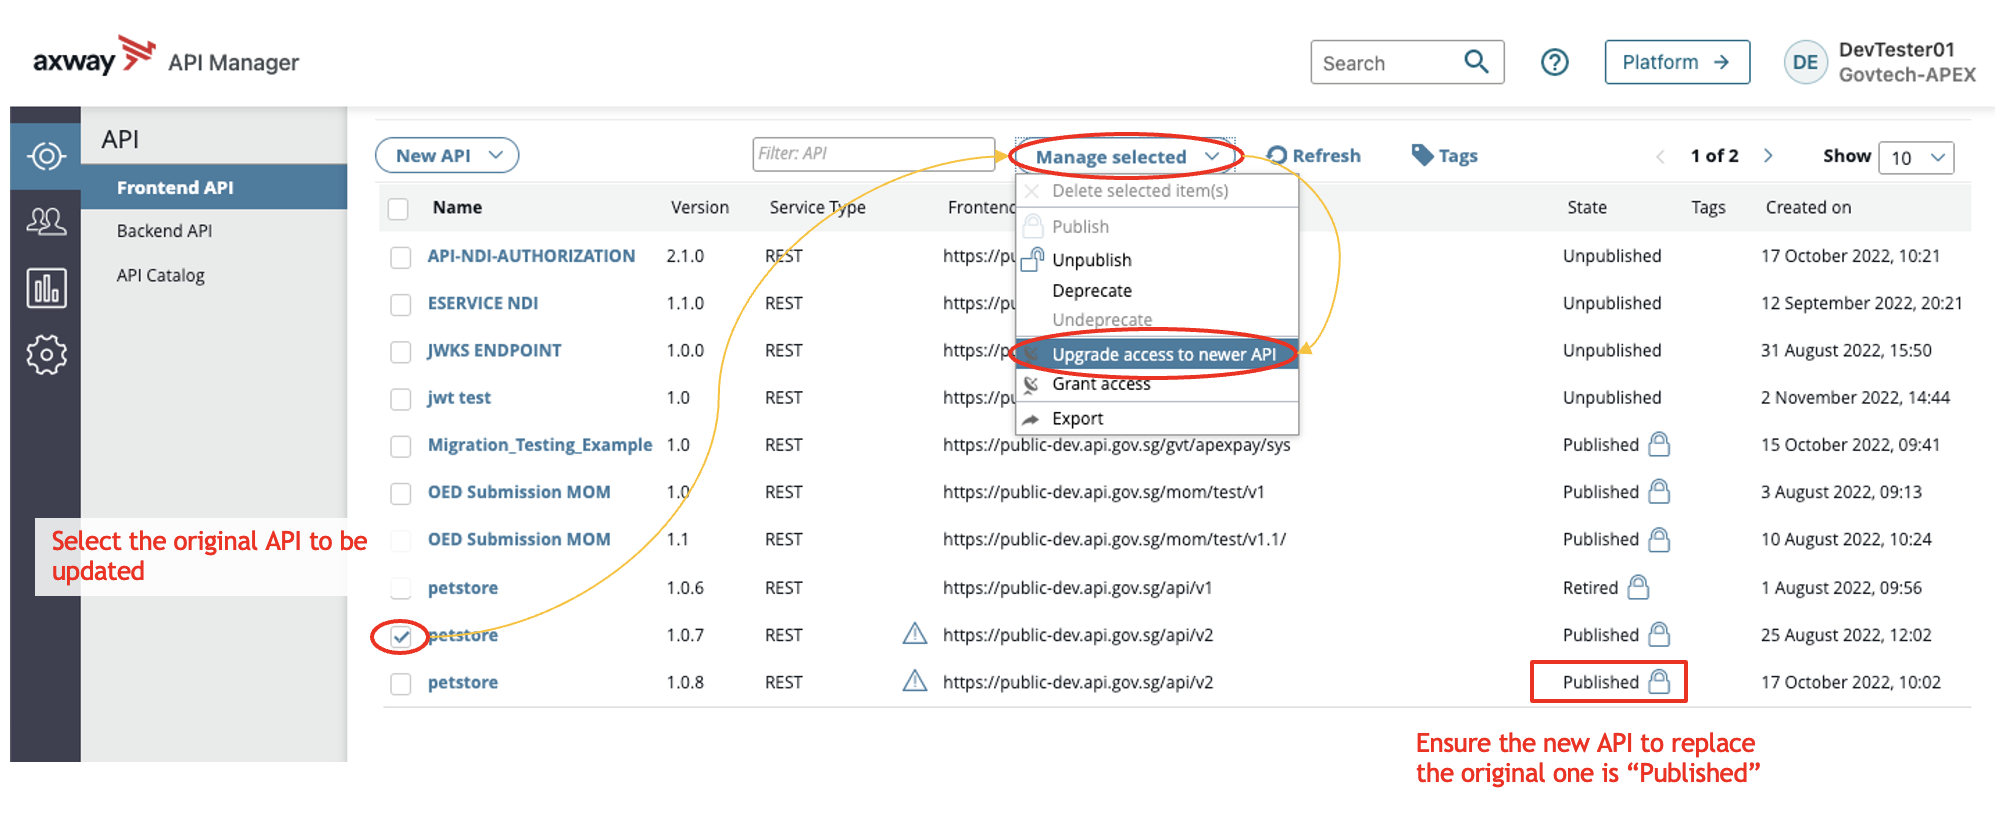 axway API Manager
Search
Platform →
DE
DevTester01
Govtech-APEX
API
Frontend API
Backend API
API Catalog
New API
Filter: API
Manage selected
Refresh
Tags
1 of 2
Show 10
Name Version Service Type Frontend State Tags Created on
API-NDI-AUTHORIZATION 2.1.0 REST https://pu Unpublished 17 October 2022, 10:21
ESERVICE NDI 1.1.0 REST https://pu Unpublished 12 September 2022, 20:21
JWKS ENDPOINT 1.0.0 REST https://p Unpublished 31 August 2022, 15:50
jwt test 1.0 REST https://pu Unpublished 2 November 2022, 14:44
Migration_Testing_Example 1.0 REST https://public-dev.api.gov.sg/gvt/apexpay/sys Published 15 October 2022, 09:41
OED Submission MOM 1.0 REST https://public-dev.api.gov.sg/mom/test/v1 Published 3 August 2022, 09:13
OED Submission MOM 1.1 REST https://public-dev.api.gov.sg/mom/test/v1.1/ Published 10 August 2022, 10:24
petstore 1.0.6 REST https://public-dev.api.gov.sg/api/v1 Retired 1 August 2022, 09:56
petstore 1.0.7 REST https://public-dev.api.gov.sg/api/v2 Published 25 August 2022, 12:02
petstore 1.0.8 REST https://public-dev.api.gov.sg/api/v2 Published 17 October 2022, 10:02
Delete selected item(s)
Publish
Unpublish
Deprecate
Undeprecate
Upgrade access to newer API
Grant access
Export
Select the original API to be
updated
Ensure the new API to replace
the original one is “Published”